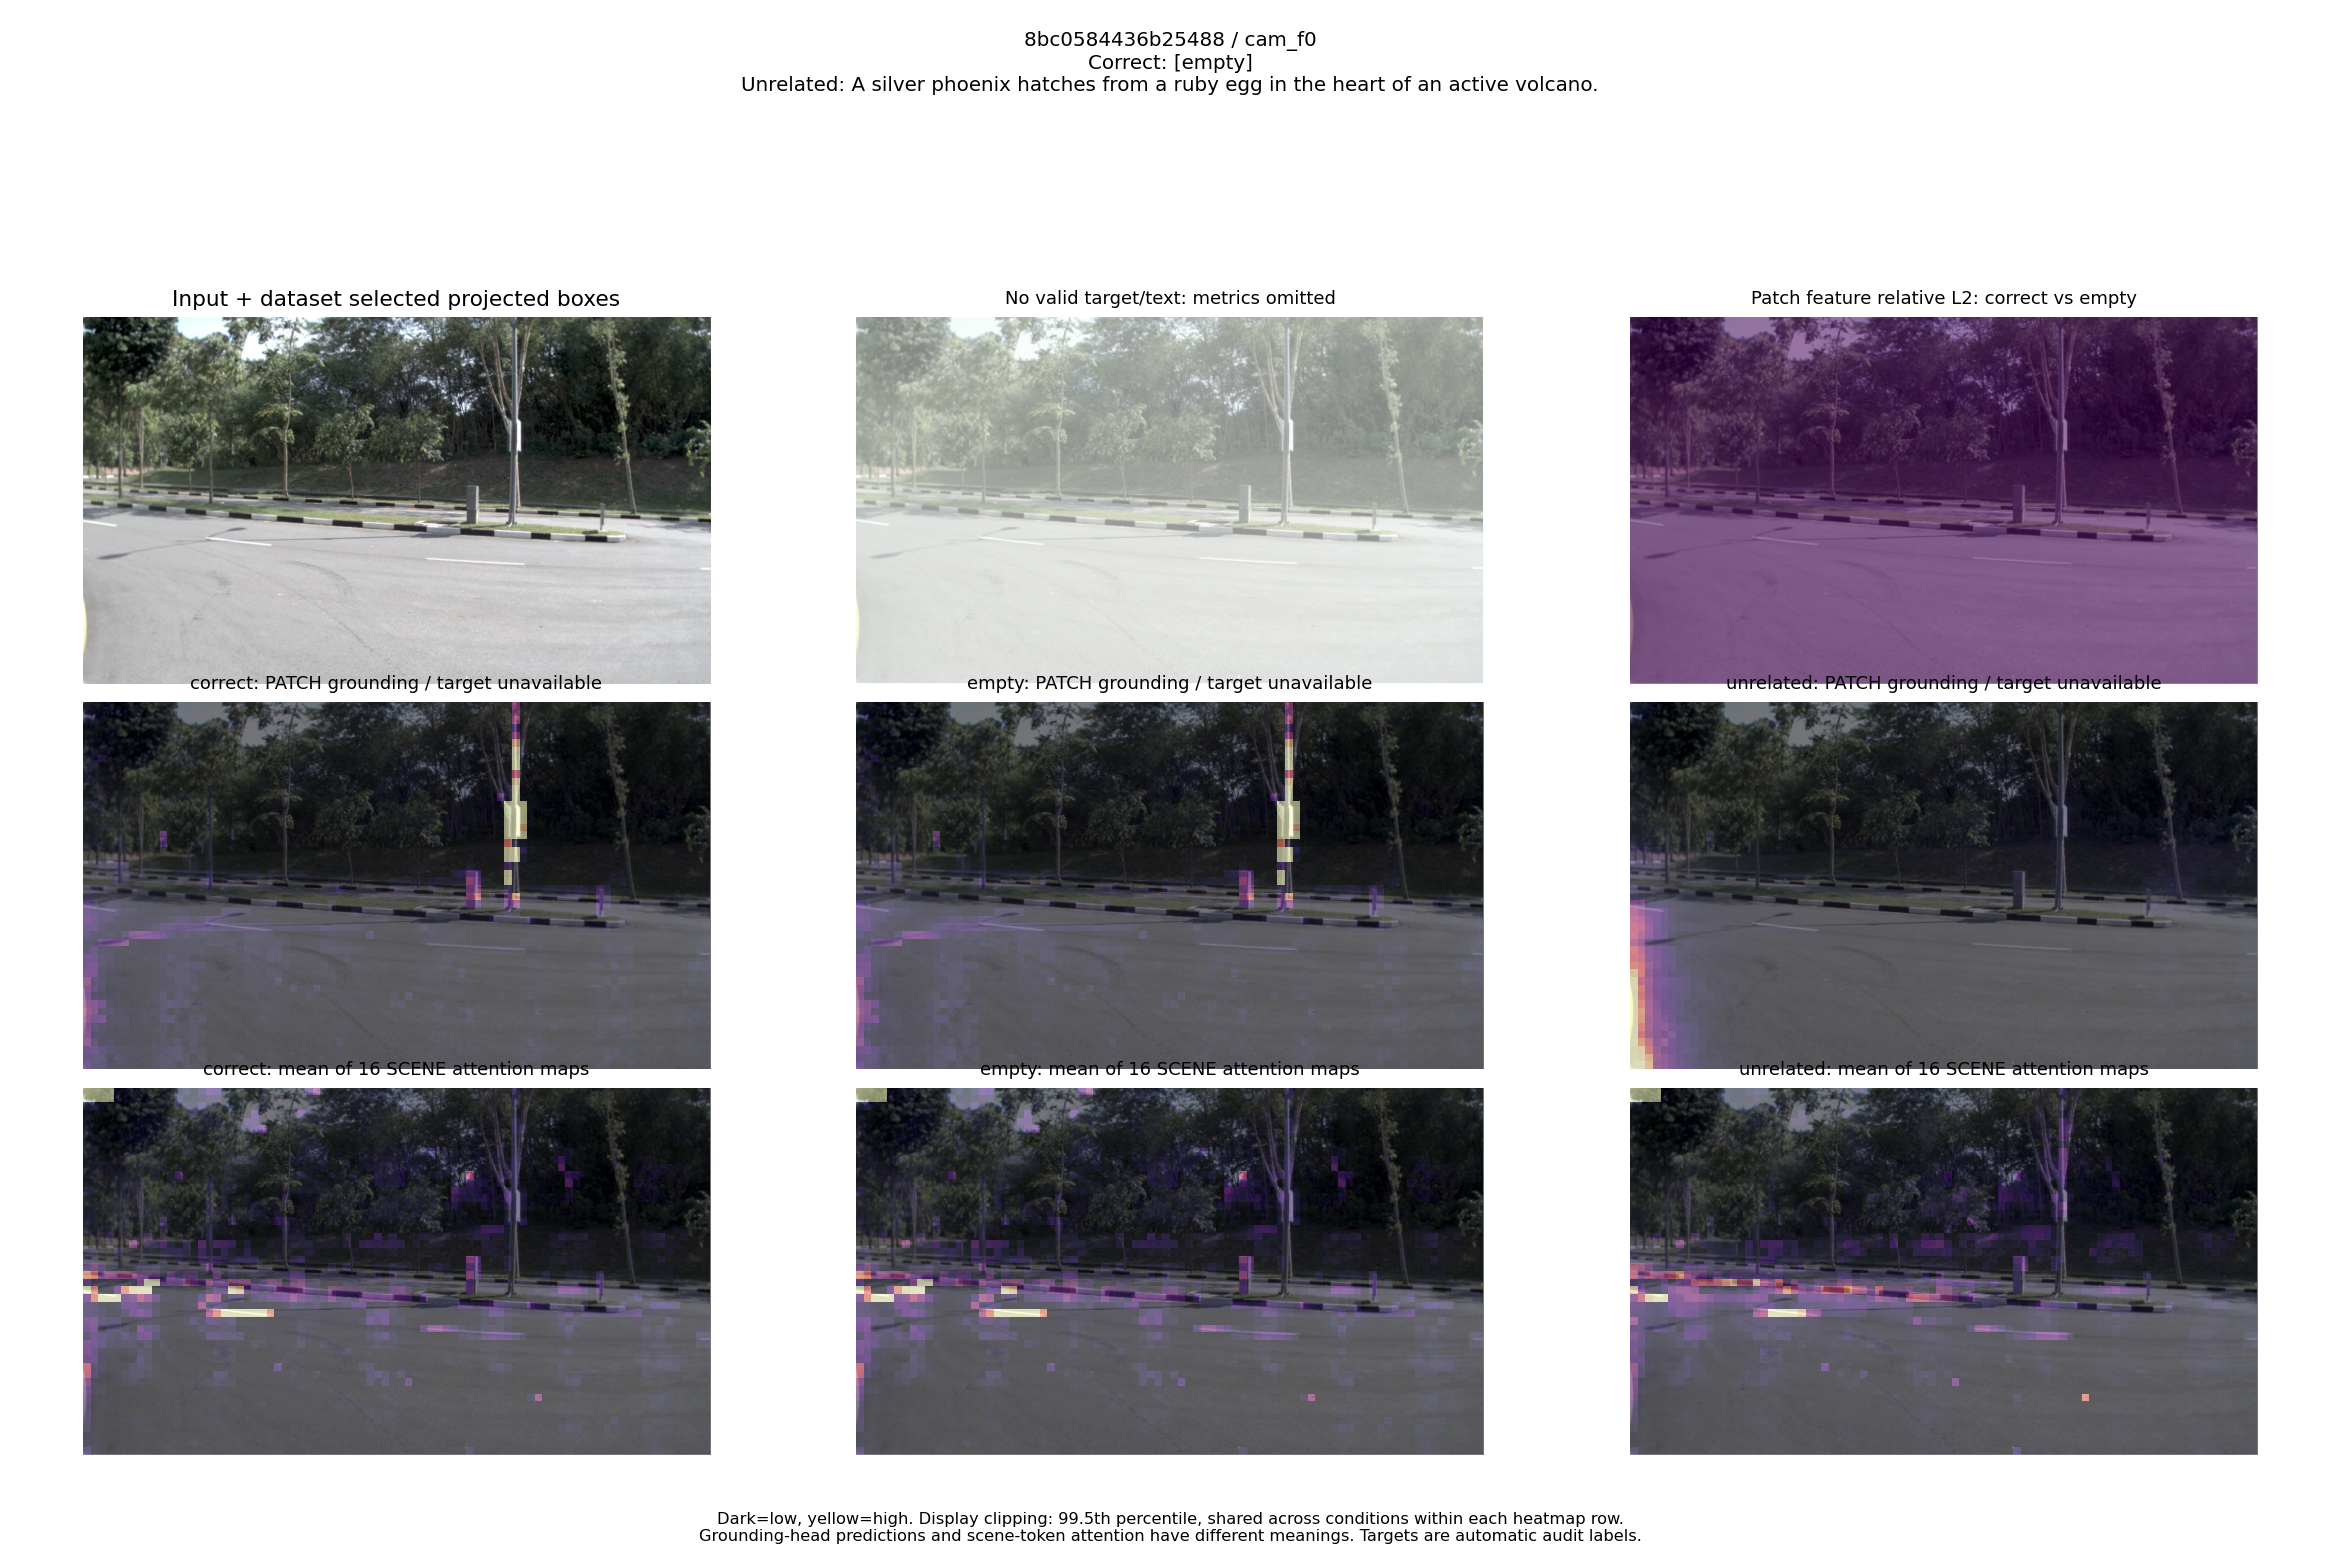 8bc0584436b25488 / cam_f0
Correct: [empty]
Unrelated: A silver phoenix hatches from a ruby egg in the heart of an active volcano.
Input + dataset selected projected boxes
No valid target/text: metrics omitted
Patch feature relative L2: correct vs empty
correct: PATCH grounding / target unavailable
empty: PATCH grounding / target unavailable
unrelated: PATCH grounding / target unavailable
correct: mean of 16 SCENE attention maps
empty: mean of 16 SCENE attention maps
unrelated: mean of 16 SCENE attention maps
Dark=low, yellow=high. Display clipping: 99.5th percentile, shared across conditions within each heatmap row.
Grounding-head predictions and scene-token attention have different meanings. Targets are automatic audit labels.